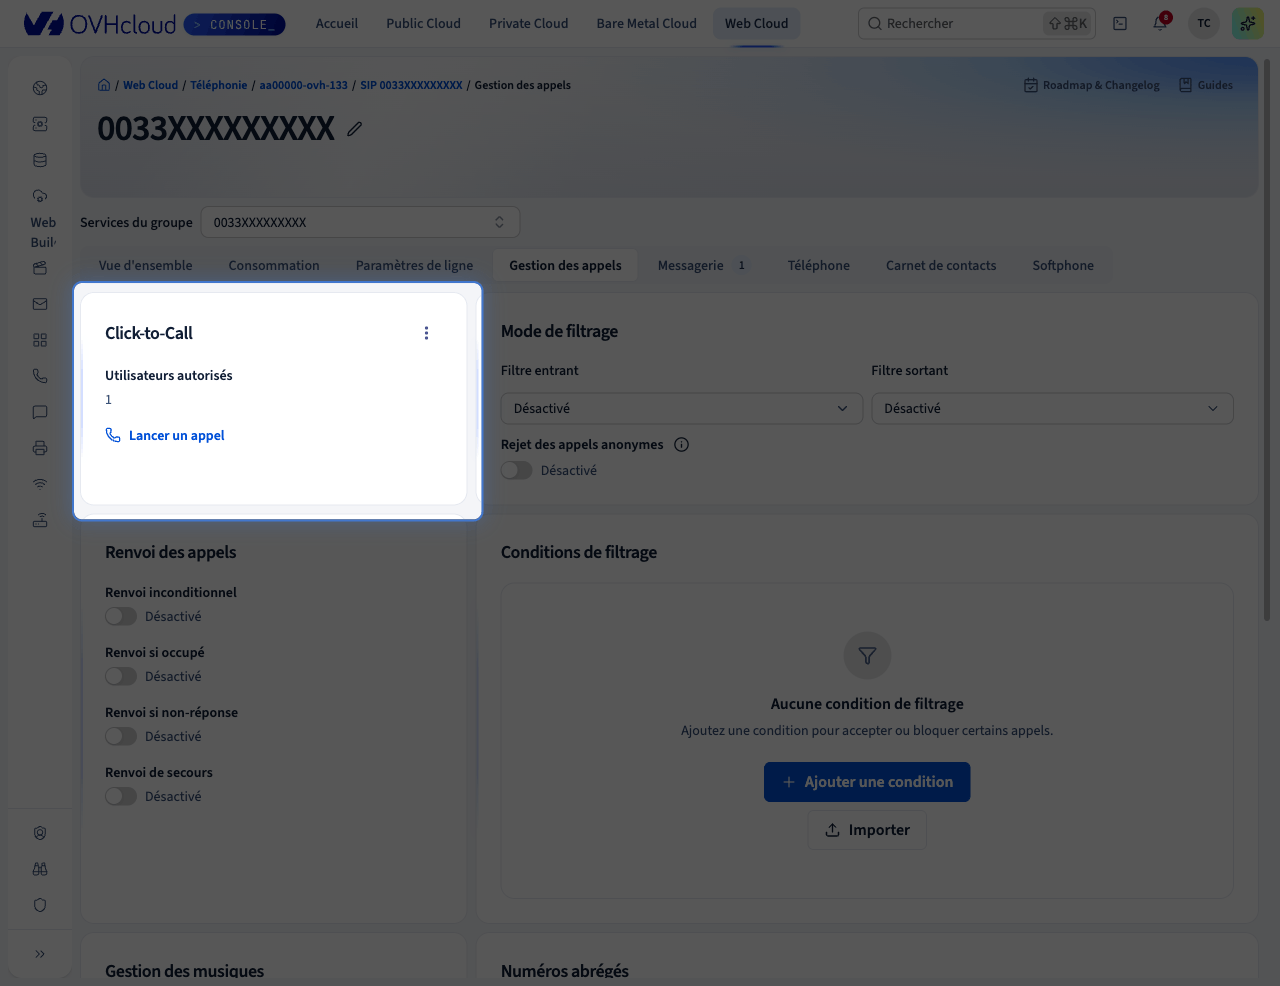 OVHcloud > CONSOLE_
Accueil Public Cloud Private Cloud Bare Metal Cloud Web Cloud
Rechercher ⇧⌘K
8
TC
/ Web Cloud / Téléphonie / aa00000-ovh-133 / SIP 0033XXXXXXXXX / Gestion des appels
Roadmap & Changelog Guides
0033XXXXXXXXX
Services du groupe 0033XXXXXXXXX
Web
Buil
Vue d'ensemble Consommation Paramètres de ligne Gestion des appels Messagerie 1 Téléphone Carnet de contacts Softphone
Click-to-Call
Utilisateurs autorisés
1
Lancer un appel
Mode de filtrage
Filtre entrant Filtre sortant
Désactivé Désactivé
Rejet des appels anonymes
Désactivé
Renvoi des appels
Renvoi inconditionnel
Désactivé
Renvoi si occupé
Désactivé
Renvoi si non-réponse
Désactivé
Renvoi de secours
Désactivé
Conditions de filtrage
Aucune condition de filtrage
Ajoutez une condition pour accepter ou bloquer certains appels.
+ Ajouter une condition
Importer
Gestion des musiques
Numéros abrégés